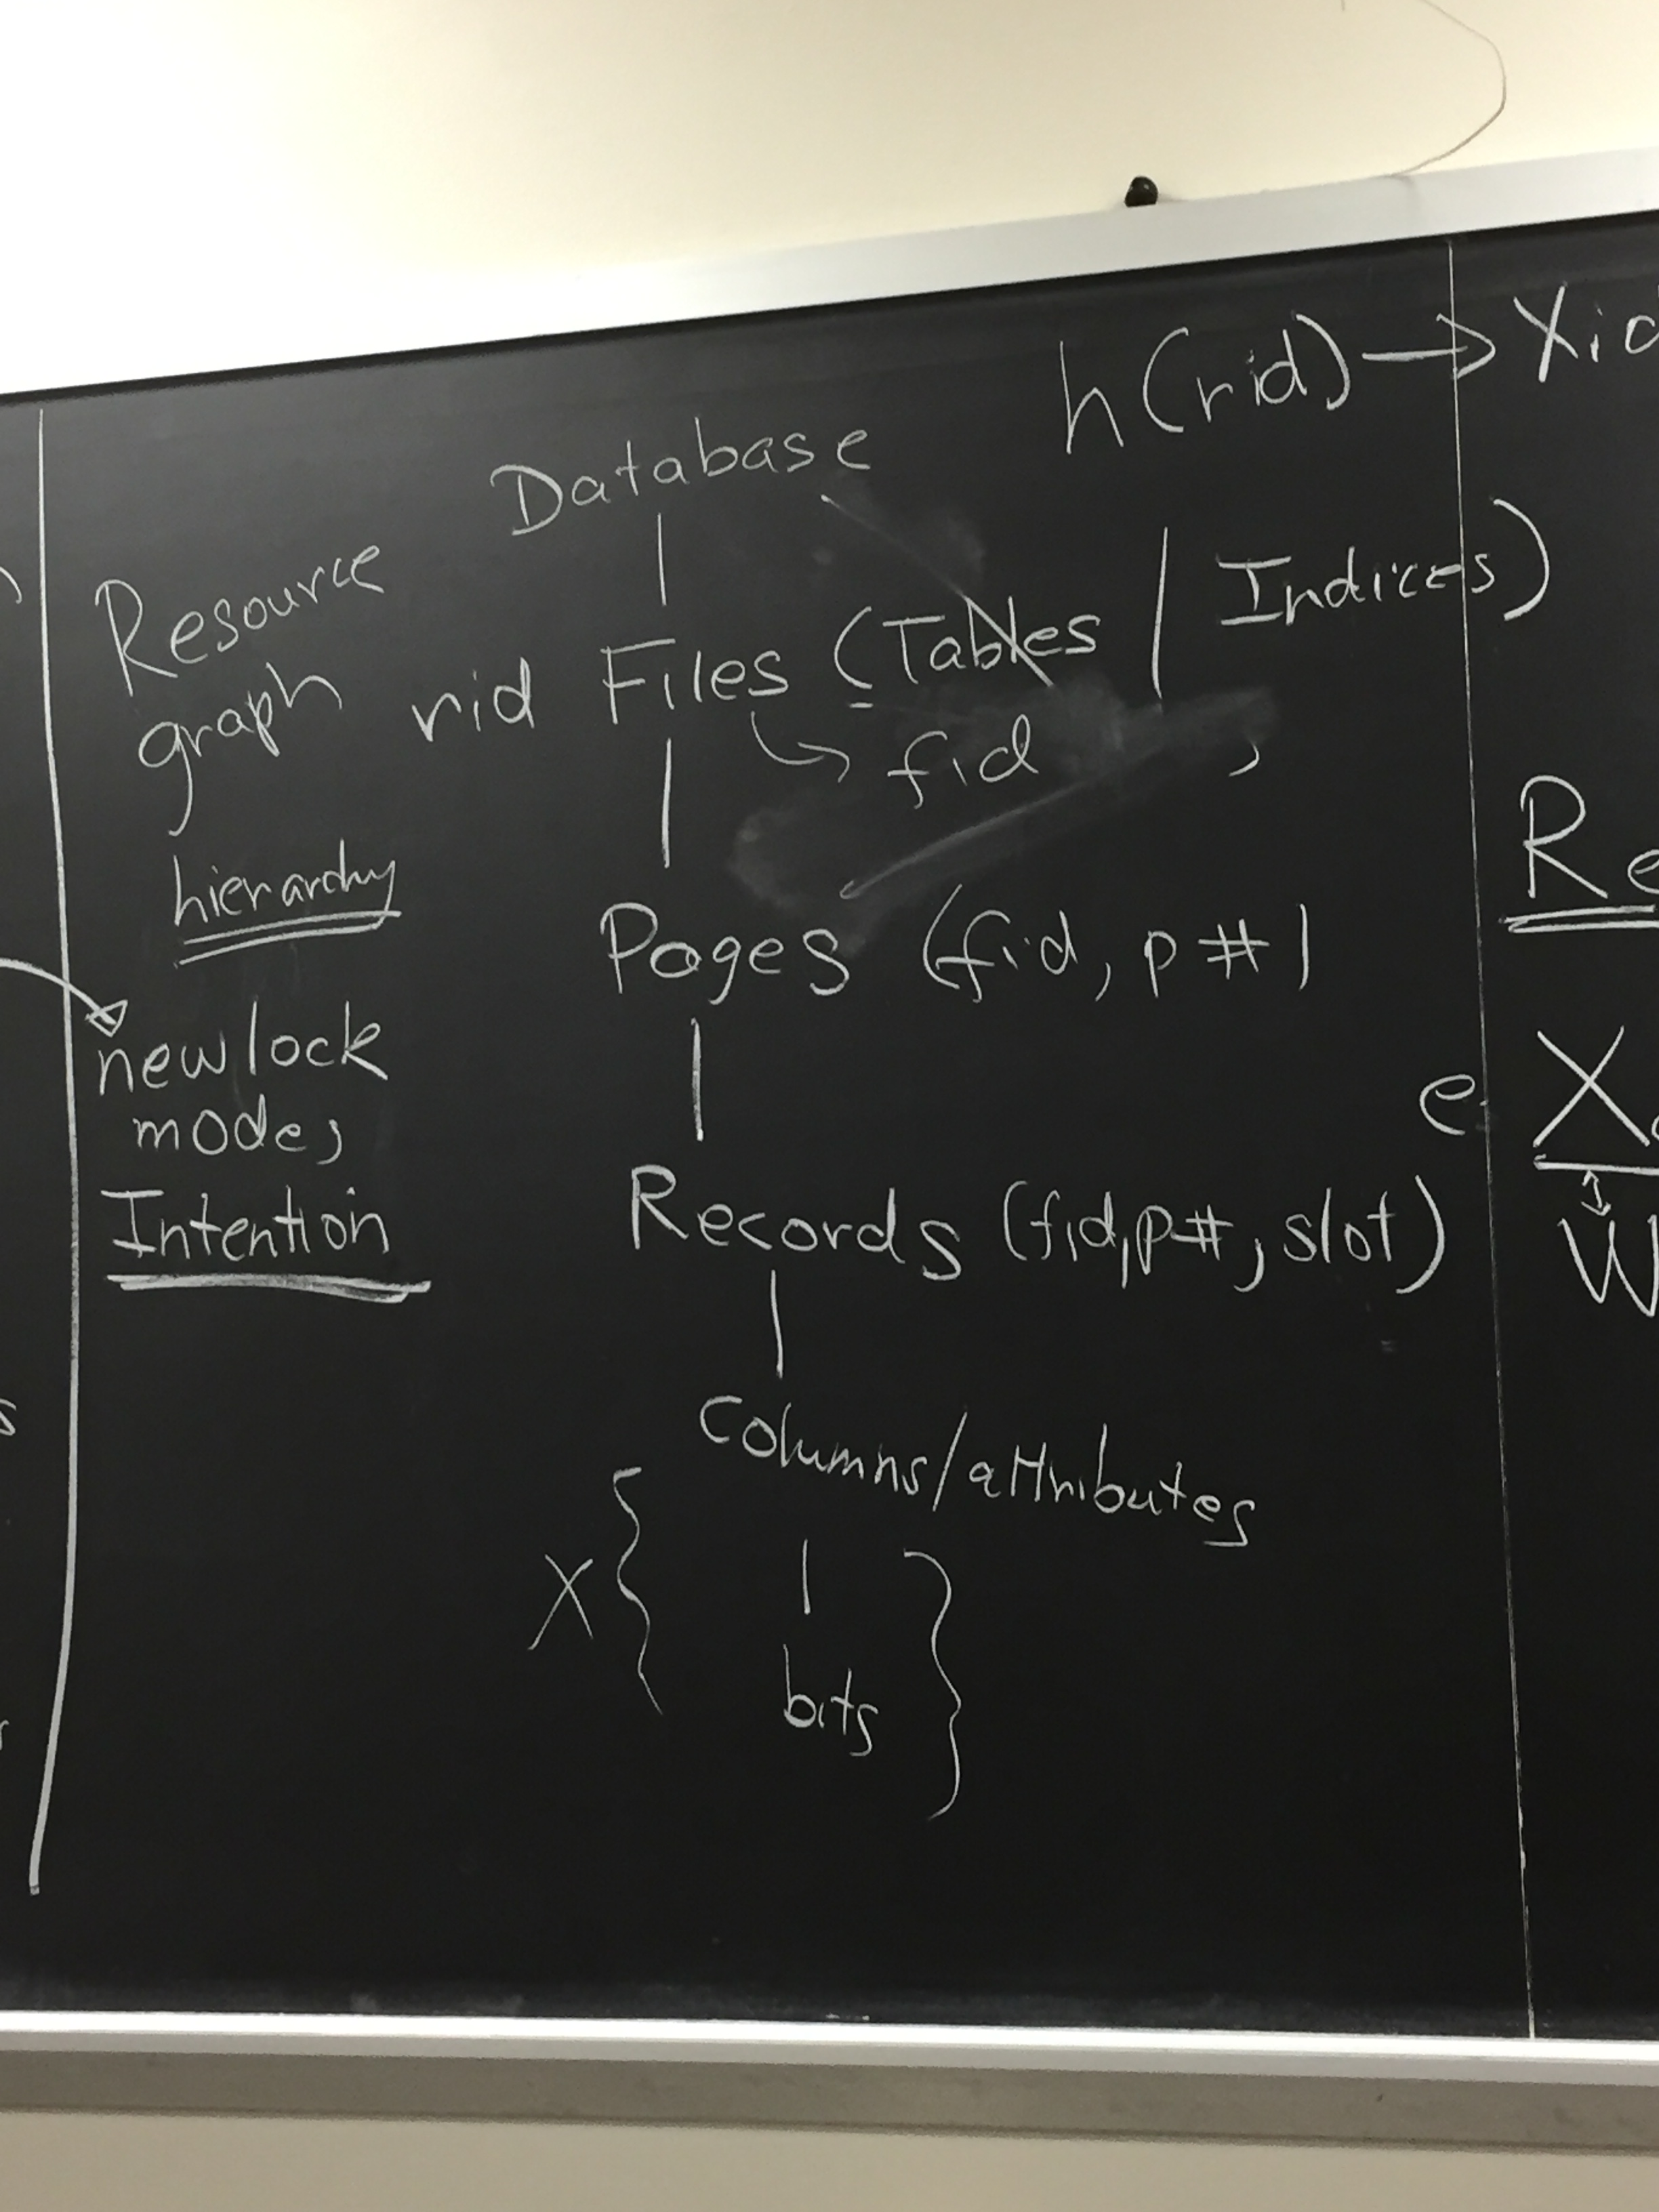 h(rid) → Xid
Database
Resource
graph
hierarchy
rid Files (Tables | Indices)
↳ fid
Pages (fid, p#)
new lock
modes
Intention
Records (fid, p#, slot)
columns/attributes
X {
bits }
Re
e
X
W